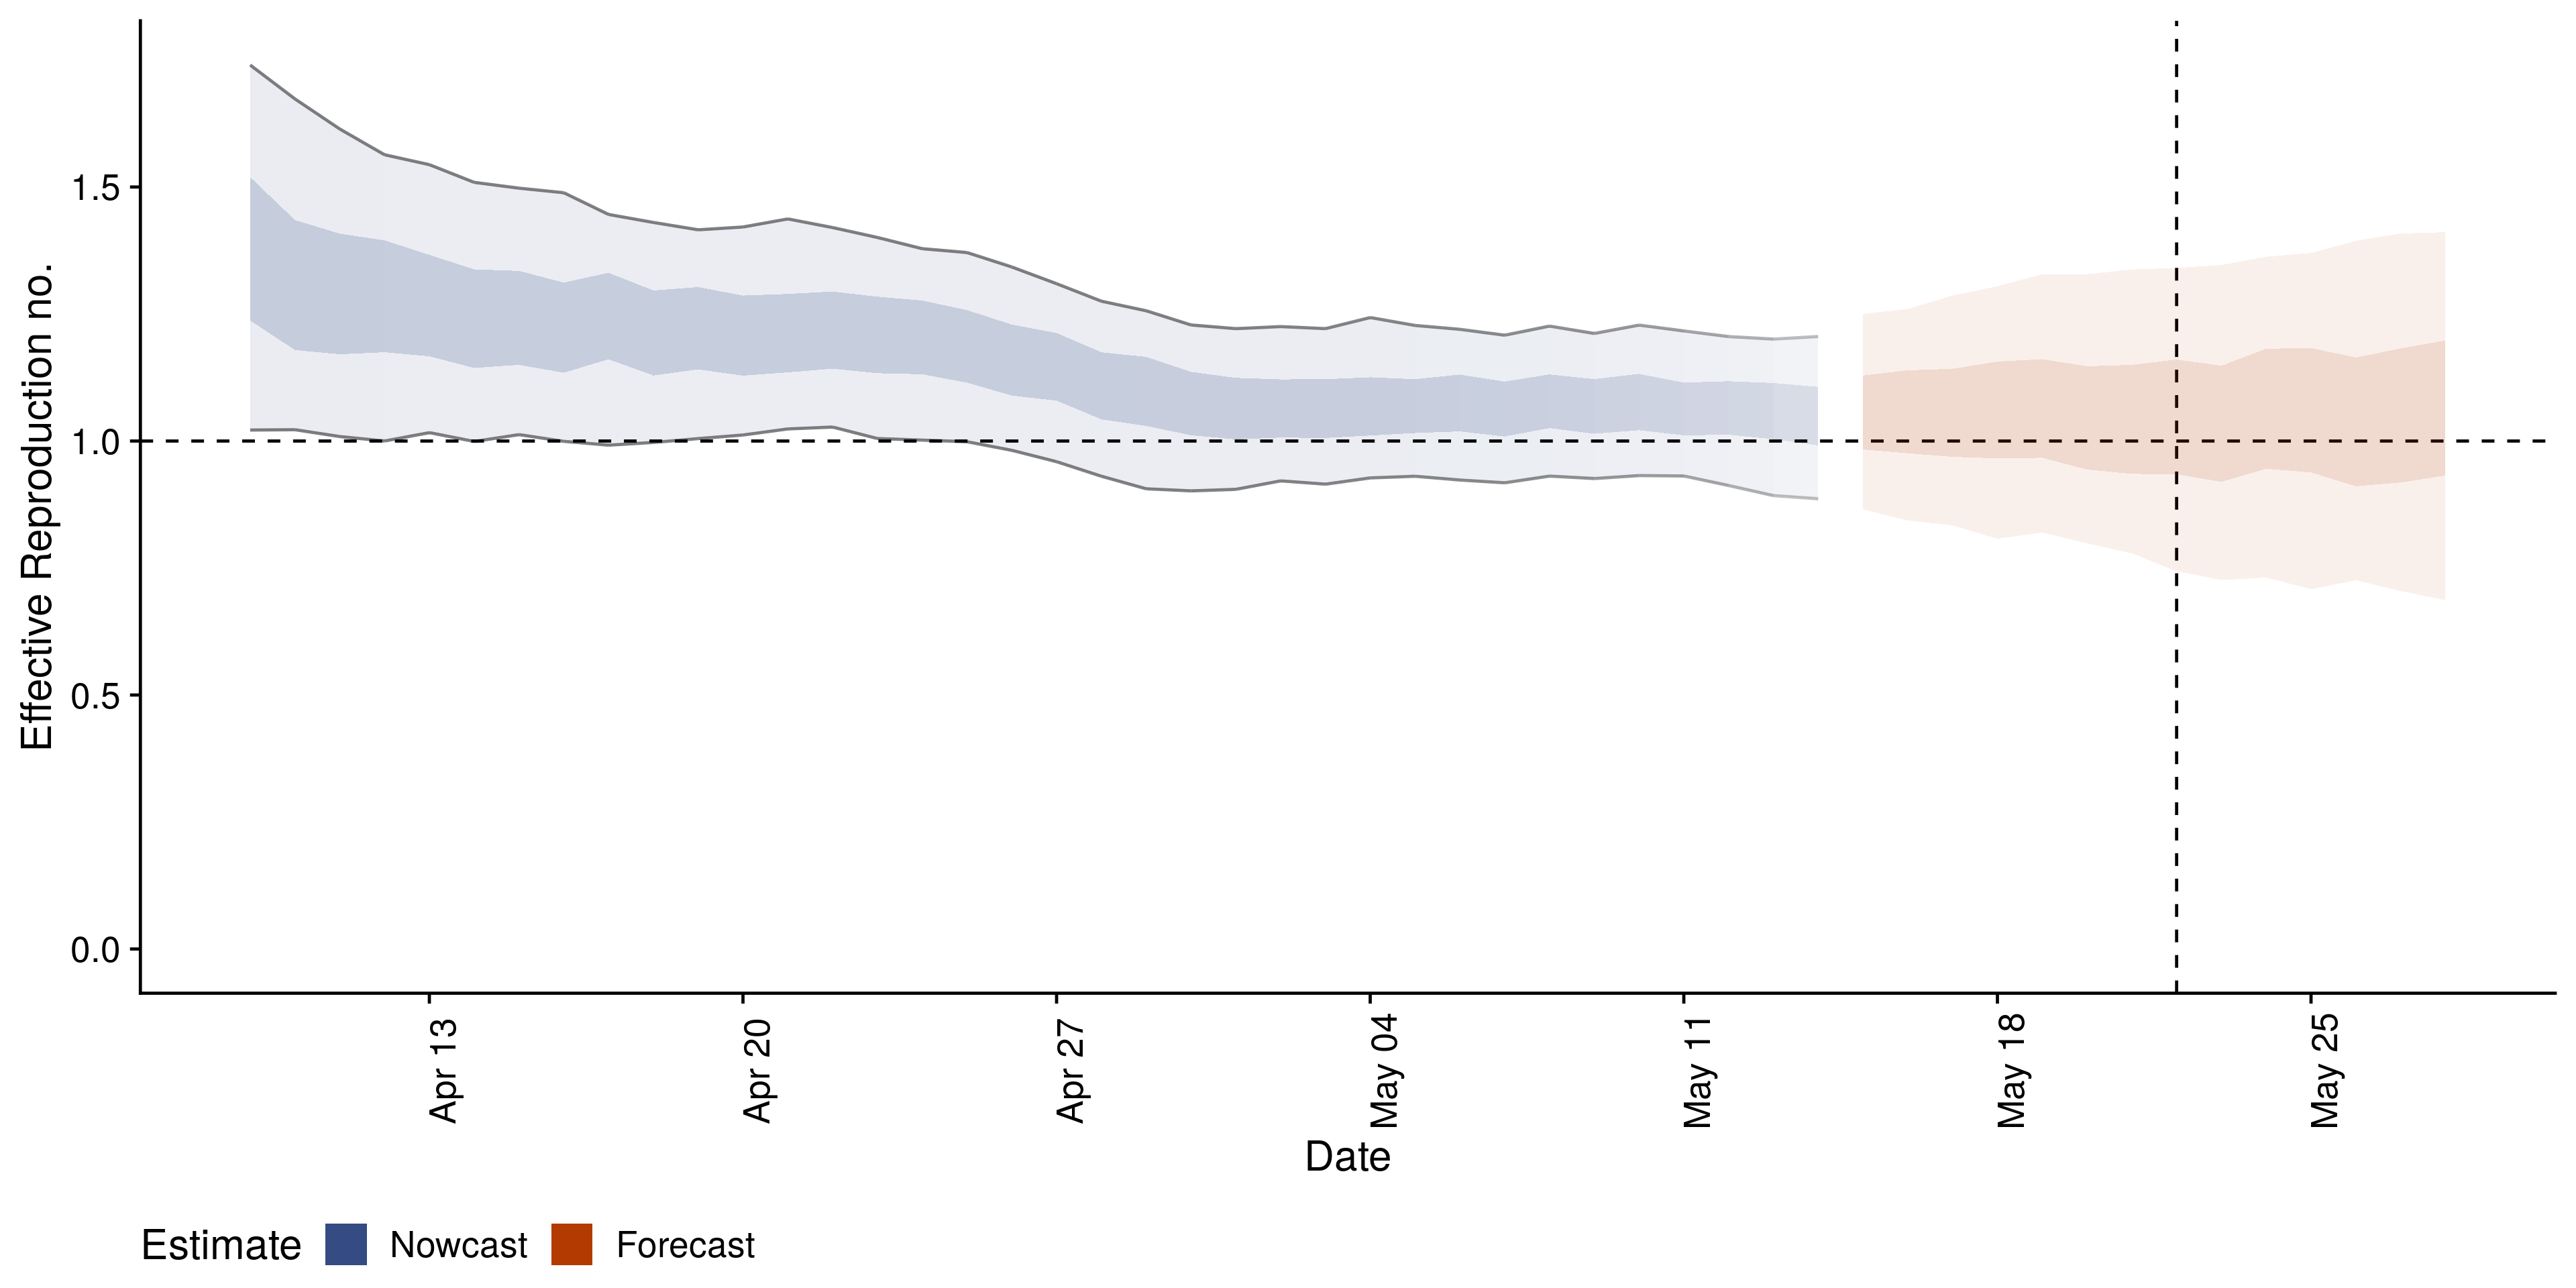 Effective Reproduction no.
1.5
1.0
0.5
0.0
Apr 13
Apr 20
Apr 27
May 04
May 11
May 18
May 25
Date
Estimate Nowcast Forecast